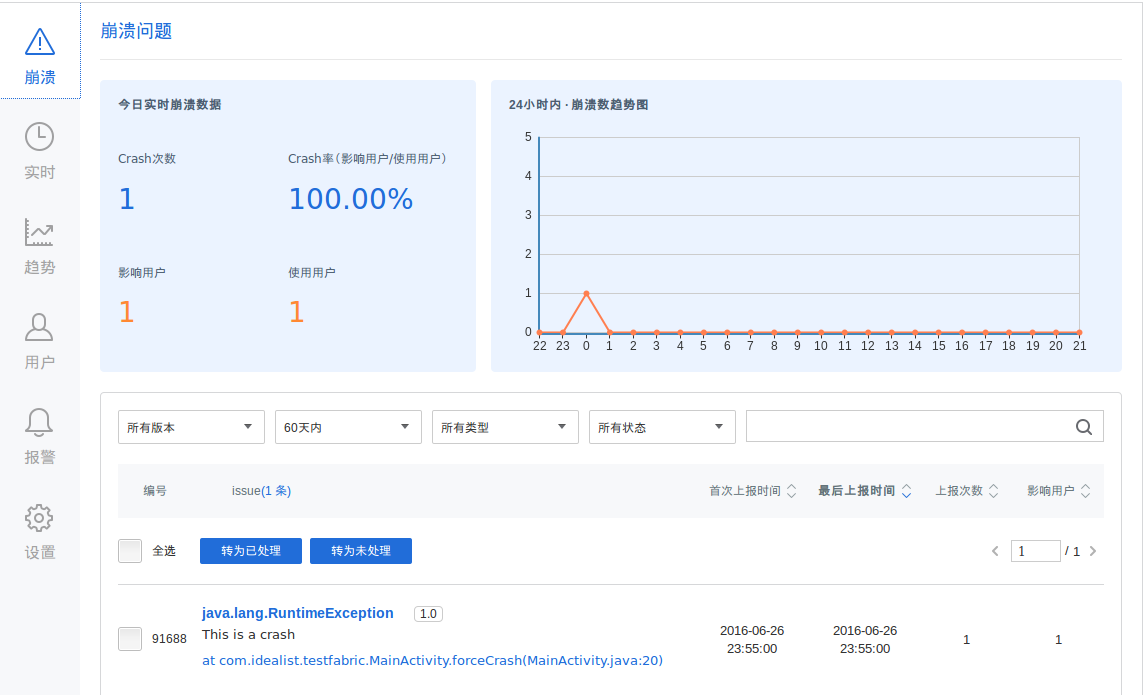 崩溃
实时
趋势
用户
报警
设置
崩溃问题
今日实时崩溃数据
Crash次数
Crash率(影响用户/使用用户)
1
100.00%
影响用户
使用用户
1
1
24小时内 · 崩溃数趋势图
5
4
3
2
1
0
22 23 0 1 2 3 4 5 6 7 8 9 10 11 12 13 14 15 16 17 18 19 20 21
所有版本 60天内 所有类型 所有状态
编号 issue(1 条) 首次上报时间 最后上报时间 上报次数 影响用户
全选 转为已处理 转为未处理 1 / 1
java.lang.RuntimeException 1.0
This is a crash
91688
at com.idealist.testfabric.MainActivity.forceCrash(MainActivity.java:20)
2016-06-26
23:55:00
2016-06-26
23:55:00
1
1